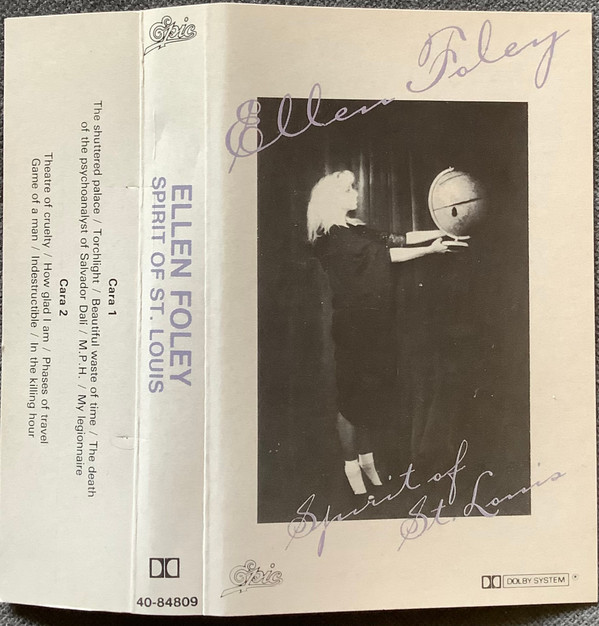 Epic
Cara 1
The shuttered palace / Torchlight / Beautiful waste of time / The death
of the psychoanalyst of Salvador Dali / M.P.H. / My legionnaire
Cara 2
Theatre of cruelty / How glad I am / Phases of travel
Game of a man / Indestructible / In the killing hour
ELLEN FOLEY
SPIRIT OF ST. LOUIS
40-84809
Ellen Foley
Spirit of
St. Louis
Epic
DOLBY SYSTEM